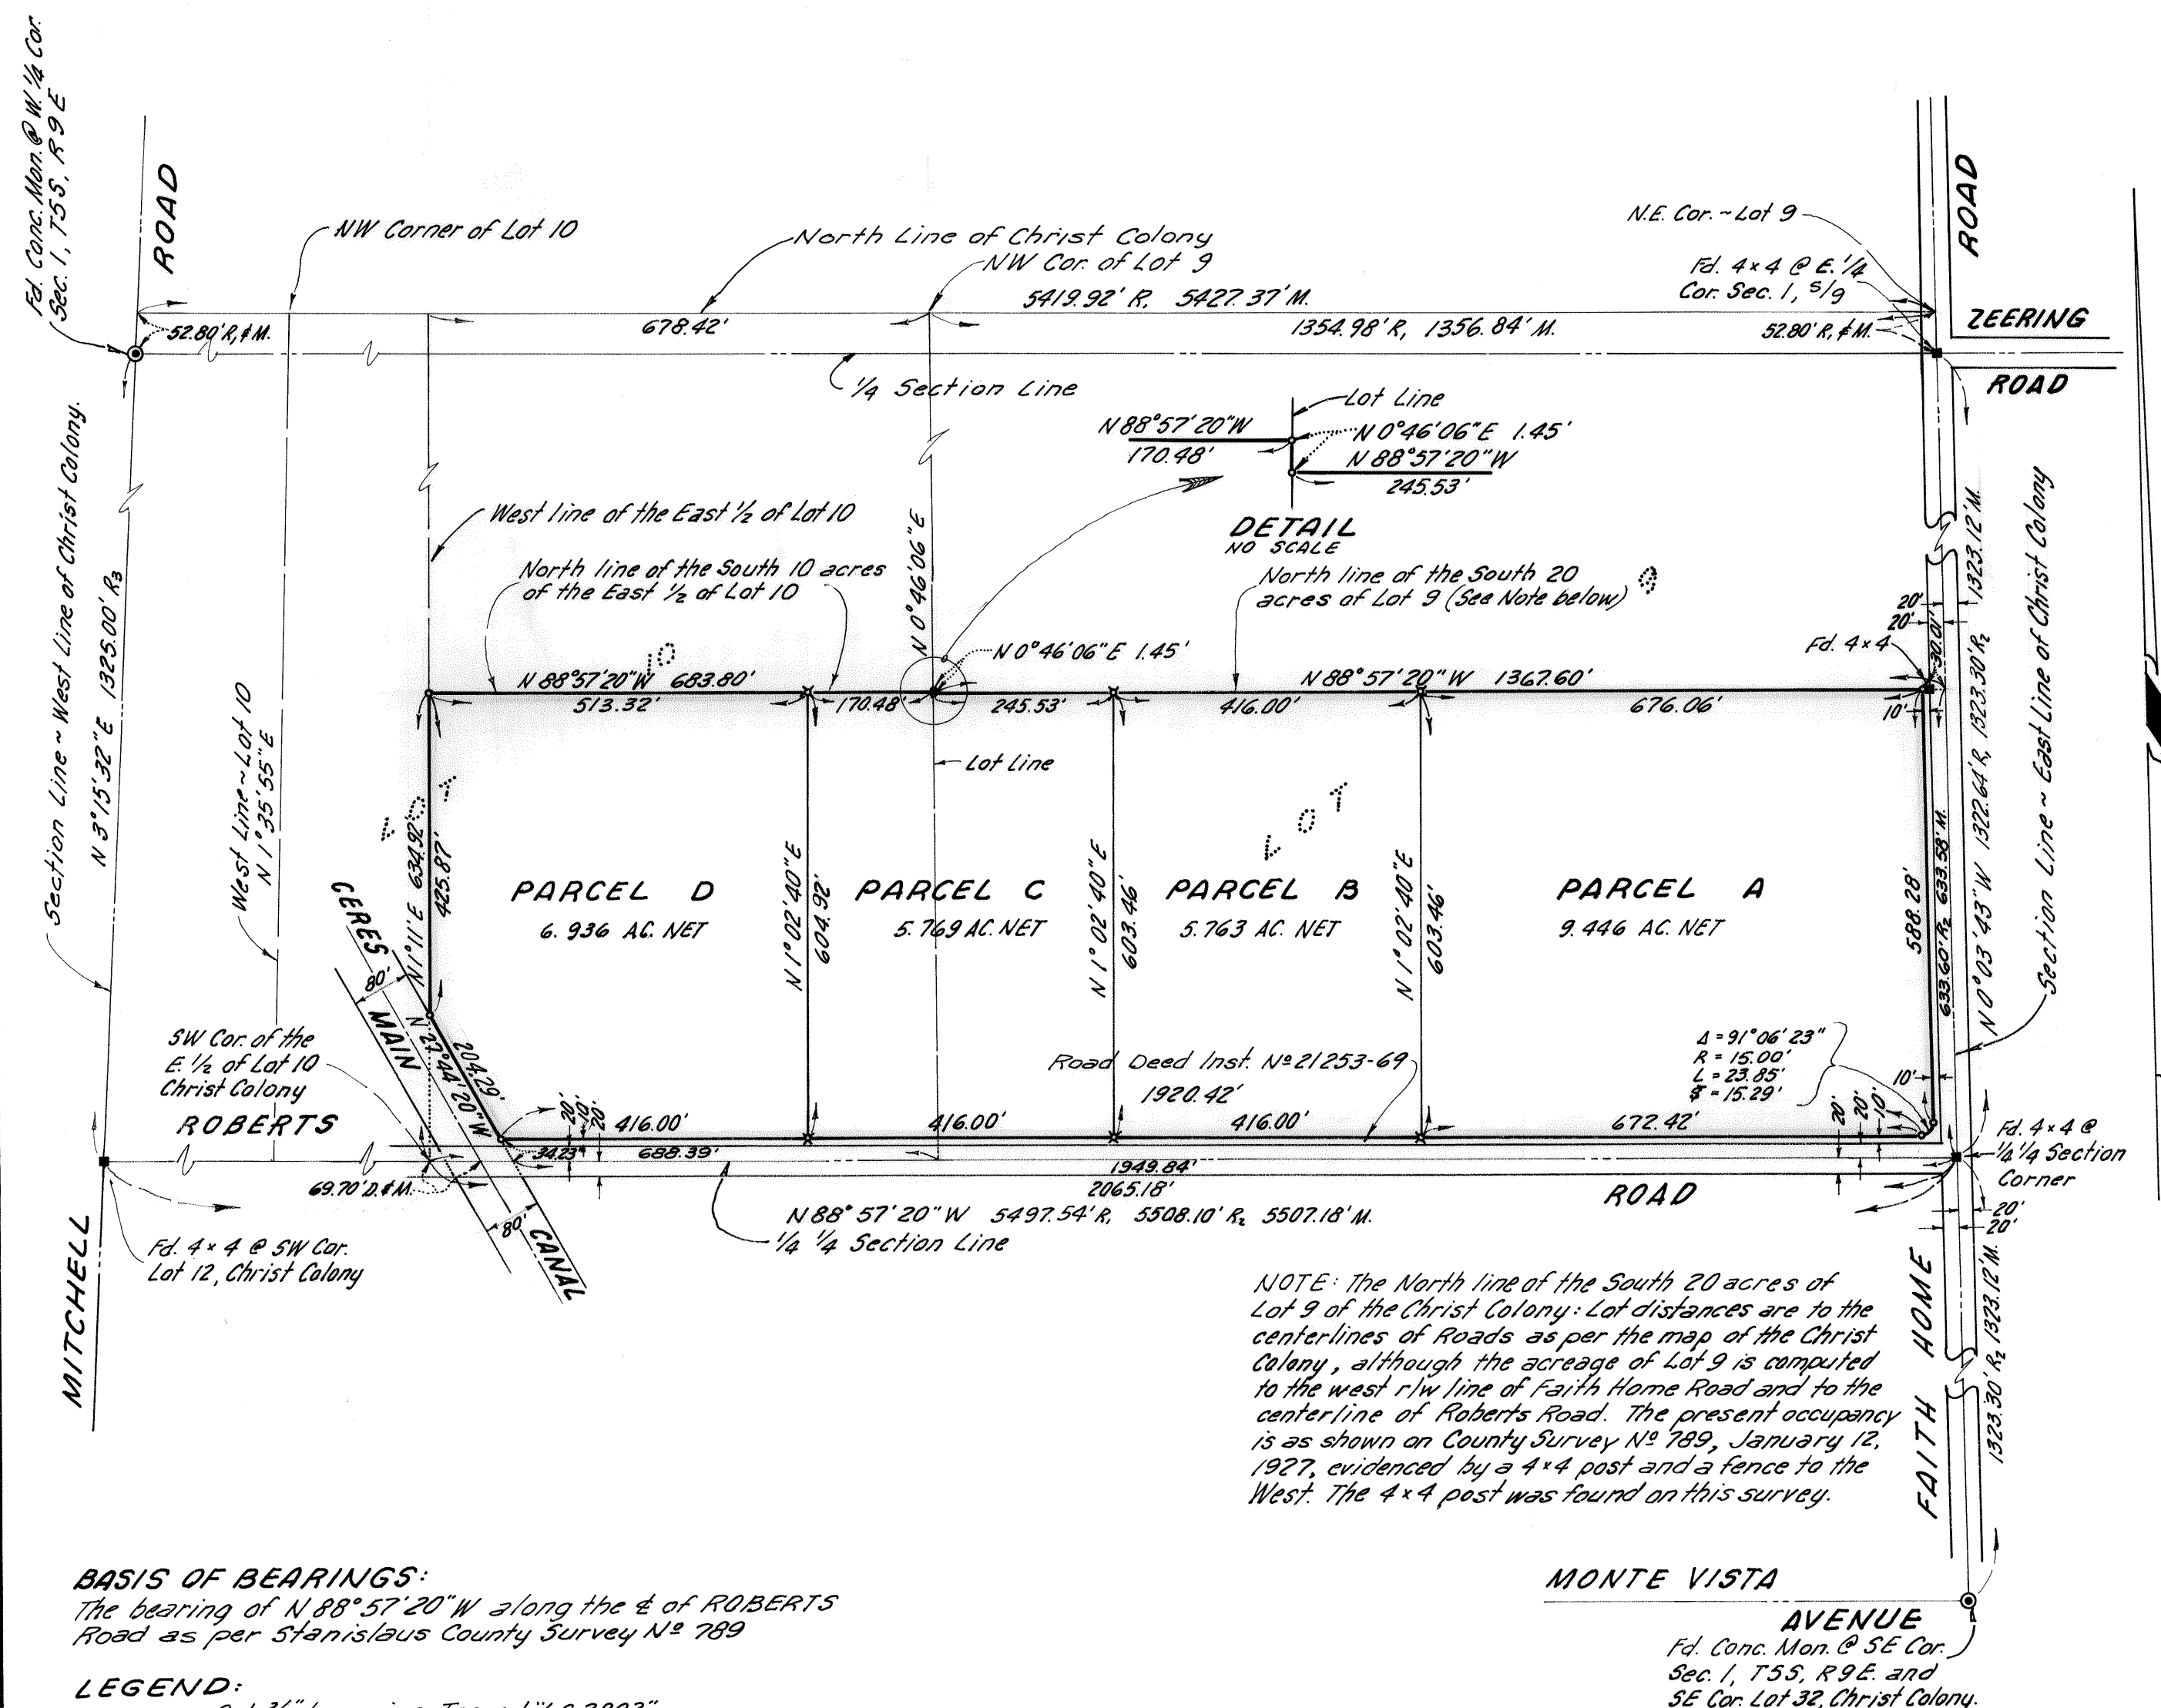 Fd. Conc. Mon. @ W. 1/4 Cor.
Sec. 1, T5S, R9E
ROAD
NW Corner of Lot 10
North Line of Christ Colony
NW Cor. of Lot 9
5419.92' R, 5427.37' M.
N.E. Cor. ~ Lot 9
Fd. 4x4 @ E. 1/4
Cor. Sec. 1, 5/9
ROAD
52.80' R, & M.
678.42'
1354.98' R, 1356.84' M.
52.80' R, & M.
ZEERING
ROAD
1/4 Section Line
Lot Line
N 88°57'20"W
170.48'
N 0°46'06"E 1.45'
N 88°57'20"W
245.53'
DETAIL
NO SCALE
Section Line ~ West Line of Christ Colony.
N 3°15'32"E 1325.00' R3
West Line ~ Lot 10
N 1°35'55"E
West line of the East 1/2 of Lot 10
North line of the South 10 acres
of the East 1/2 of Lot 10
N 0°46'06"E
North line of the South 20
acres of Lot 9 (See Note below)
9
10
N 0°46'06"E 1.45'
20'
20'
30.01'
Fd. 4x4
1323.12' M.
N 0°03'43"W 1322.64' R, 1323.30' R2
Section Line ~ East Line of Christ Colony
N 88°57'20"W 683.80'
N 88°57'20"W 1367.60'
513.32'
170.48'
245.53'
416.00'
676.06'
10'
Lot Line
LOT
LOT
N 1°11'E 634.92'
425.87'
PARCEL D
6.936 AC. NET
N 1°02'40"E
604.92'
PARCEL C
5.769 AC. NET
N 1°02'40"E
603.46'
PARCEL B
5.763 AC. NET
N 1°02'40"E
603.46'
PARCEL A
9.446 AC. NET
588.28'
633.60' R2 633.58' M.
CERES
MAIN
CANAL
80'
80'
N 27°44'20"W
204.29'
SW Cor. of the
E. 1/2 of Lot 10
Christ Colony
ROBERTS
Road Deed Inst. Nº 21253-69
1920.42'
Δ = 91°06'23"
R = 15.00'
L = 23.85'
= 15.29'
10'
20'
10'
20'
416.00'
416.00'
416.00'
672.42'
20'
20'
10'
34.23'
688.39'
1949.84'
2065.18'
69.70' D. & M.
ROAD
Fd. 4x4 @
1/4 1/4 Section
Corner
20'
20'
N 88°57'20"W 5497.54' R, 5508.10' R2 5507.18' M.
1/4 1/4 Section Line
Fd. 4x4 @ SW Cor.
Lot 12, Christ Colony
MITCHELL
FAITH HOME
1323.30' R2 1323.12' M.
NOTE: The North line of the South 20 acres of
Lot 9 of the Christ Colony: Lot distances are to the
centerlines of Roads as per the map of the Christ
Colony, although the acreage of Lot 9 is computed
to the west r/w line of Faith Home Road and to the
centerline of Roberts Road. The present occupancy
is as shown on County Survey Nº 789, January 12,
1927, evidenced by a 4x4 post and a fence to the
West. The 4x4 post was found on this survey.
BASIS OF BEARINGS:
The bearing of N 88°57'20"W along the ℄ of ROBERTS
Road as per Stanislaus County Survey Nº 789
LEGEND:
MONTE VISTA
AVENUE
Fd. Conc. Mon. @ SE Cor.
Sec. 1, T5S, R9E. and
SE Cor. Lot 32, Christ Colony.